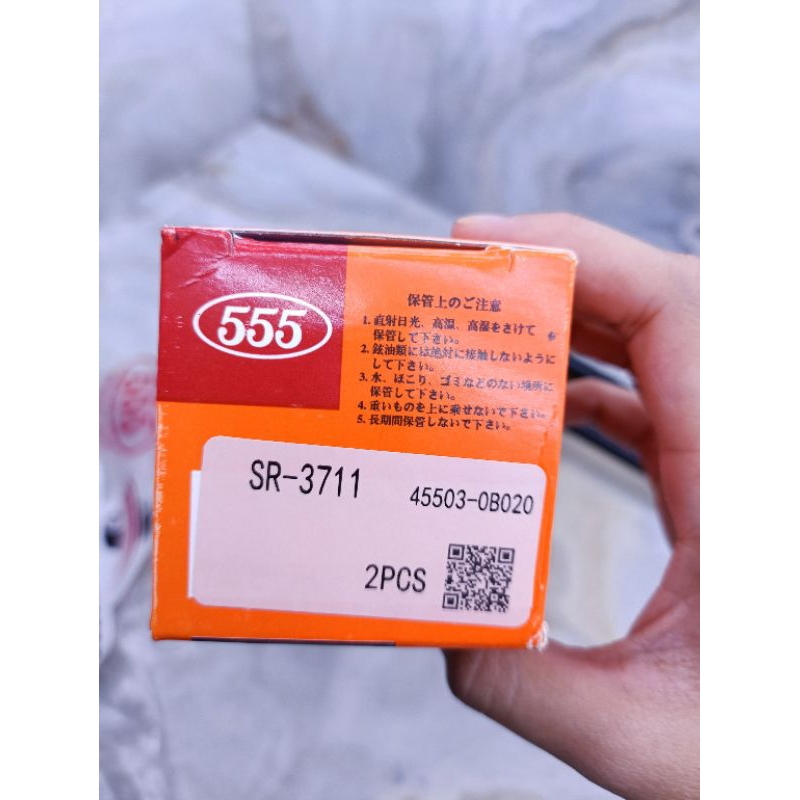 555
保管上のご注意
1. 直射日光、高温、高湿をさけて
保管して下さい。
2. 鉱油類には絶対に接触しないように
して下さい。
3. 水、ほこり、ゴミなどのない場所に
保管して下さい。
4. 重いものを上に乗せないで下さい。
5. 長期間保管しないで下さい。
SR-3711
45503-0B020
2PCS